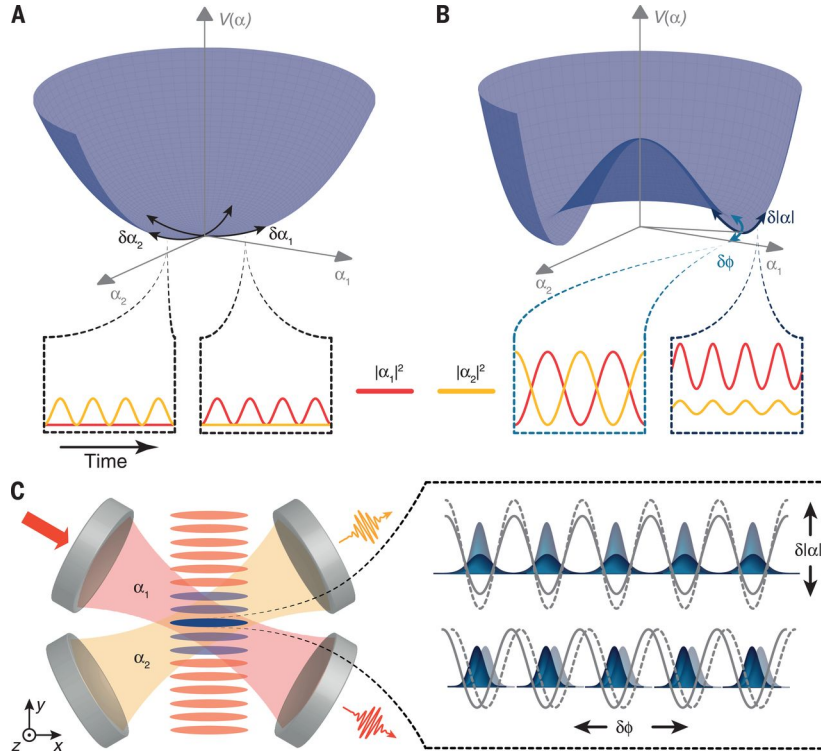 A
V(α)
δα₂
δα₁
α₂
α₁
Time
|α₁|²
|α₂|²
B
V(α)
δ|α|
δϕ
α₁
α₂
C
α₁
α₂
y
z
x
δ|α|
δϕ